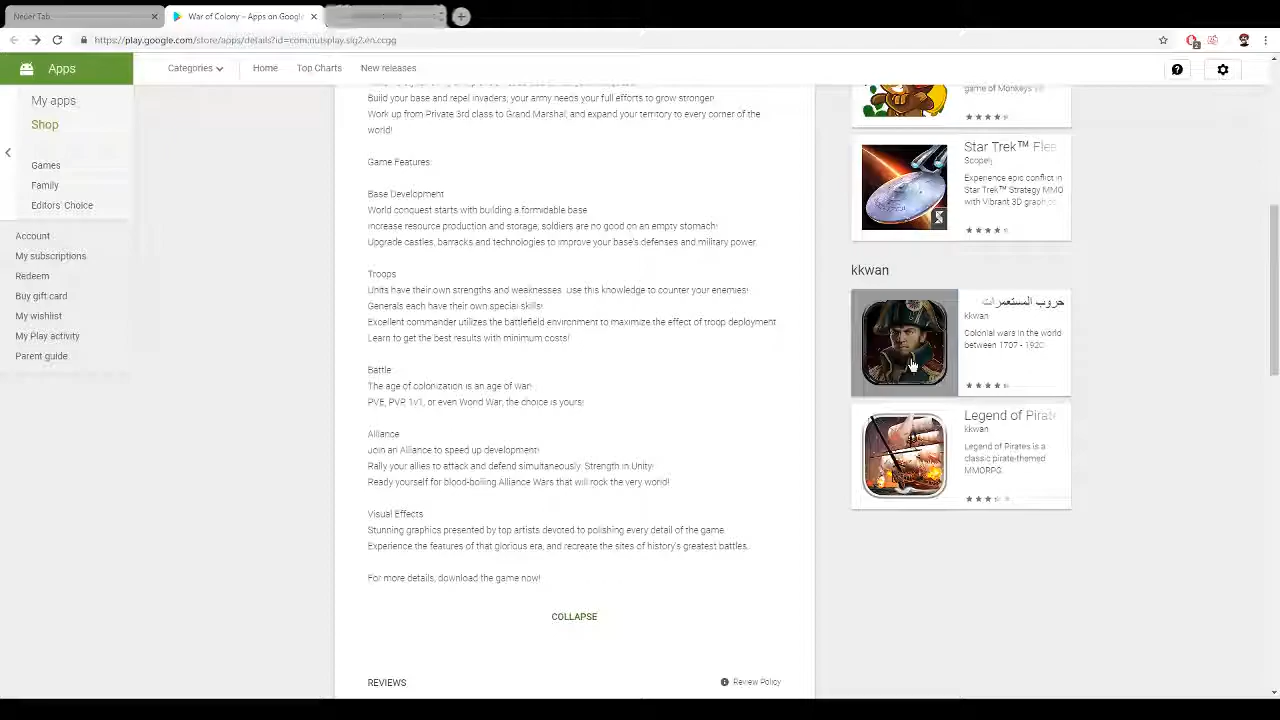 Neuer Tab
War of Colony – Apps on Google
https://play.google.com/store/apps/details?id=com.nutsplay.slg2.en.ccgg
2
Apps
Categories
Home
Top Charts
New releases
My apps
Shop
Games
Family
Editors' Choice
Account
My subscriptions
Redeem
Buy gift card
My wishlist
My Play activity
Parent guide
Build your base and repel invaders, your army needs your full efforts to grow stronger!
Work up from Private 3rd class to Grand Marshal, and expand your territory to every corner of the
world!
Game Features:
Base Development
World conquest starts with building a formidable base
Increase resource production and storage, soldiers are no good on an empty stomach!
Upgrade castles, barracks and technologies to improve your base's defenses and military power.
Troops
Units have their own strengths and weaknesses, use this knowledge to counter your enemies!
Generals each have their own special skills!
Excellent commander utilizes the battlefield environment to maximize the effect of troop deployment
Learn to get the best results with minimum costs!
Battle
The age of colonization is an age of war!
PVE, PVP, 1v1, or even World War, the choice is yours!
Alliance
Join an Alliance to speed up development!
Rally your allies to attack and defend simultaneously. Strength in Unity!
Ready yourself for blood-boiling Alliance Wars that will rock the very world!
Visual Effects
Stunning graphics presented by top artists devoted to polishing every detail of the game.
Experience the features of that glorious era, and recreate the sites of history's greatest battles.
For more details, download the game now!
COLLAPSE
REVIEWS
Review Policy
game of Monkeys vs
Star Trek™ Flee
Scopely
Experience epic conflict in
Star Trek™ Strategy MMO
with Vibrant 3D graphics
kkwan
حروب المستعمرات
kkwan
Colonial wars in the world
between 1707 - 1920
Legend of Pirate
kkwan
Legend of Pirates is a
classic pirate-themed
MMORPG.